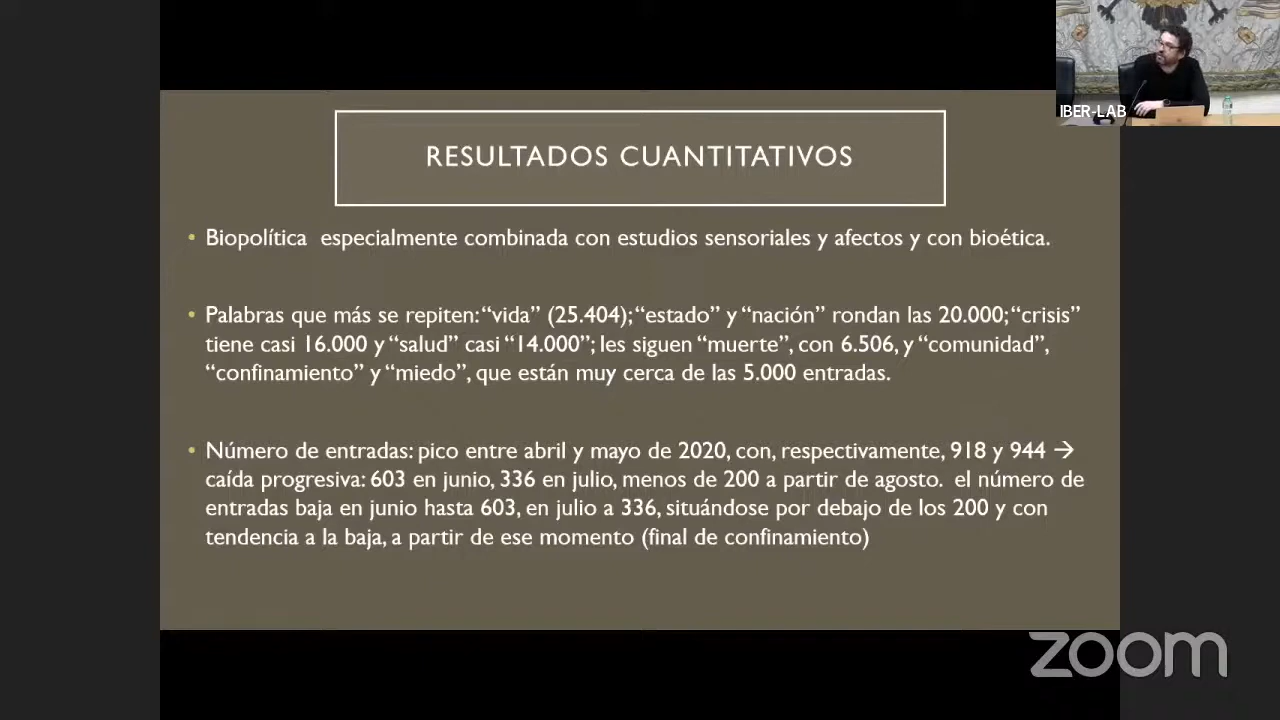 RESULTADOS CUANTITATIVOS
IBER-LAB
• Biopolítica  especialmente combinada con estudios sensoriales y afectos y con bioética.
• Palabras que más se repiten: “vida” (25.404); “estado” y “nación” rondan las 20.000; “crisis”
tiene casi 16.000 y “salud” casi “14.000”; les siguen “muerte”, con 6.506, y “comunidad”,
“confinamiento” y “miedo”, que están muy cerca de las 5.000 entradas.
• Número de entradas: pico entre abril y mayo de 2020, con, respectivamente, 918 y 944 →
caída progresiva: 603 en junio, 336 en julio, menos de 200 a partir de agosto.  el número de
entradas baja en junio hasta 603, en julio a 336, situándose por debajo de los 200 y con
tendencia a la baja, a partir de ese momento (final de confinamiento)
zoom